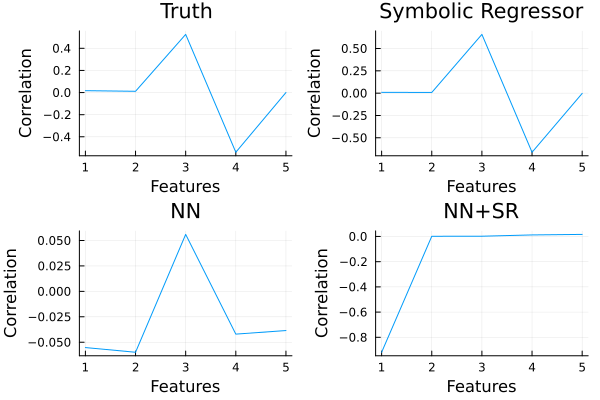 Truth
Correlation
0.4
0.2
0.0
−0.2
−0.4
1 2 3 4 5
Features
Symbolic Regressor
Correlation
0.50
0.25
0.00
−0.25
−0.50
1 2 3 4 5
Features
NN
Correlation
0.050
0.025
0.000
−0.025
−0.050
1 2 3 4 5
Features
NN+SR
Correlation
0.0
−0.2
−0.4
−0.6
−0.8
1 2 3 4 5
Features